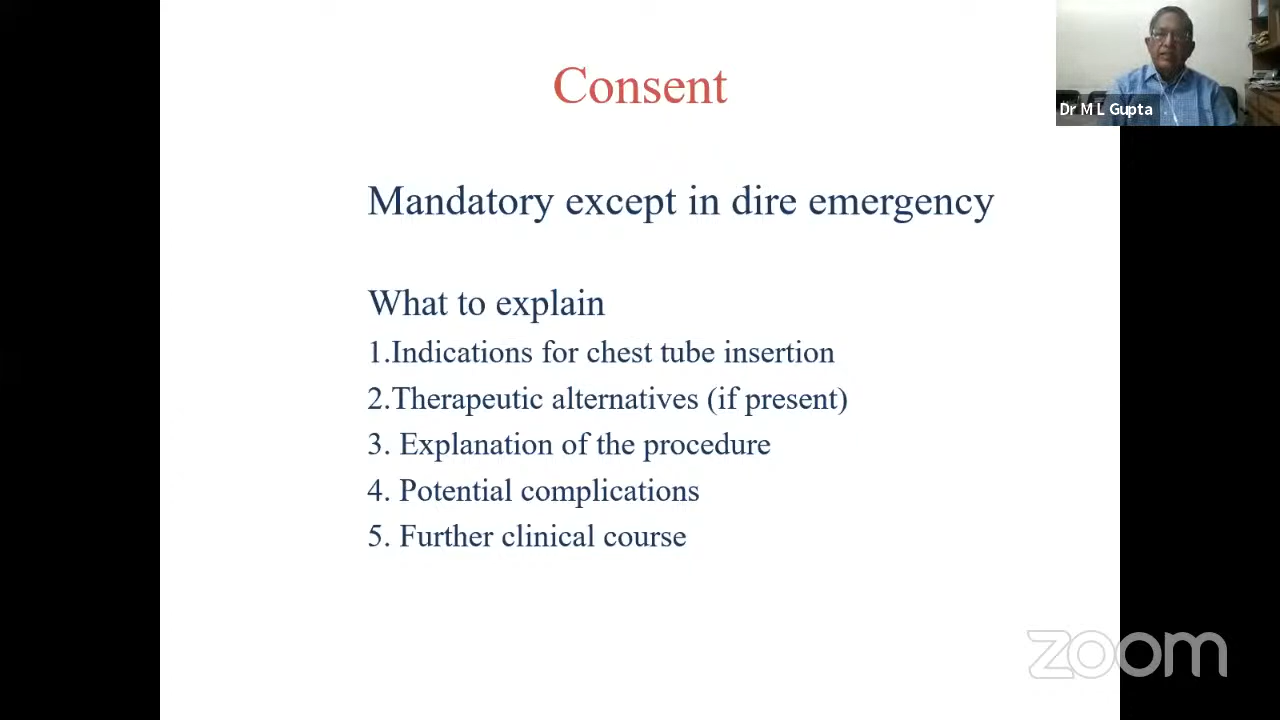 Consent
Dr M L Gupta
Mandatory except in dire emergency
What to explain
1.Indications for chest tube insertion
2.Therapeutic alternatives (if present)
3. Explanation of the procedure
4. Potential complications
5. Further clinical course
zoom